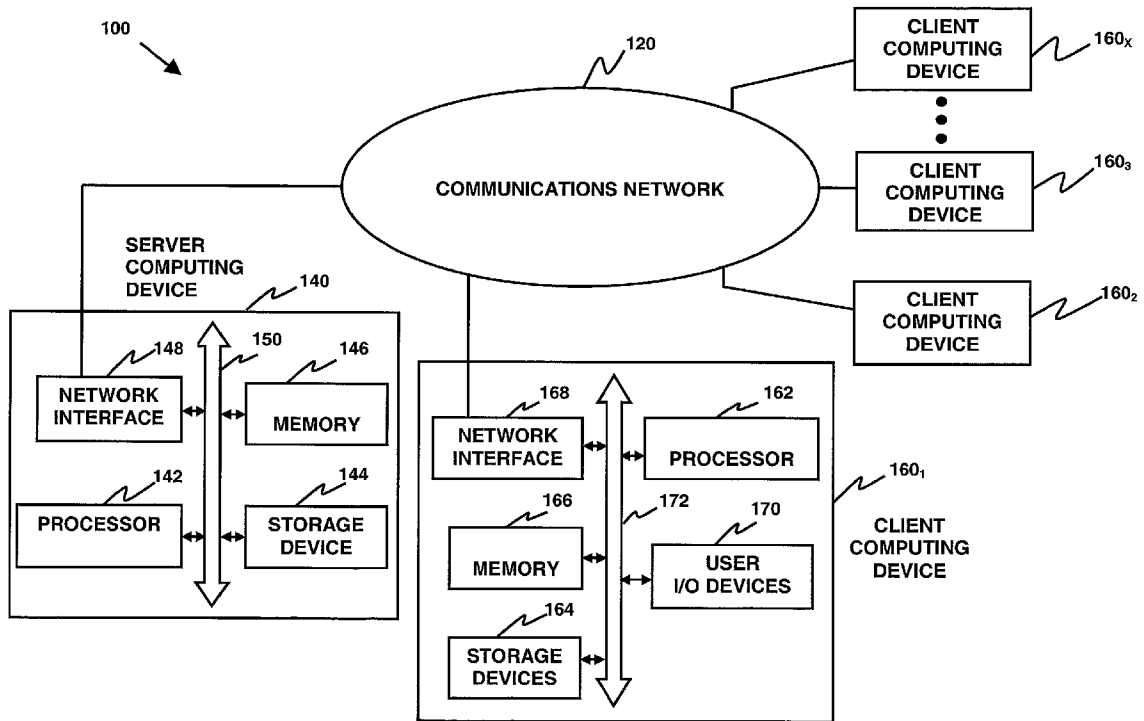 100
120
CLIENT
COMPUTING
DEVICE
160X
COMMUNICATIONS NETWORK
CLIENT
COMPUTING
DEVICE
1603
CLIENT
COMPUTING
DEVICE
1602
SERVER
COMPUTING
DEVICE
140
148
NETWORK
INTERFACE
150
146
MEMORY
142
PROCESSOR
144
STORAGE
DEVICE
168
NETWORK
INTERFACE
162
PROCESSOR
166
MEMORY
172
170
USER
I/O DEVICES
164
STORAGE
DEVICES
1601
CLIENT
COMPUTING
DEVICE